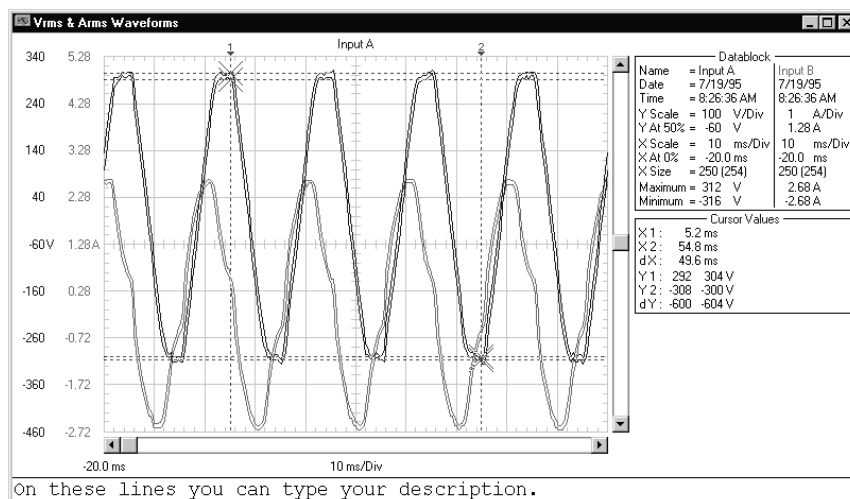 Vrms & Arms Waveforms
Input A
1
2
340 5.28
240 4.28
140 3.28
40 2.28
-60 V 1.28 A
-160 0.28
-260 -0.72
-360 -1.72
-460 -2.72
-20.0 ms 10 ms/Div
Datablock
Name = Input A Input B
Date = 7/19/95 7/19/95
Time = 8:26:36 AM 8:26:36 AM
Y Scale = 100 V/Div 1 A/Div
Y At 50% = -60 V 1.28 A
X Scale = 10 ms/Div 10 ms/Div
X At 0% = -20.0 ms -20.0 ms
X Size = 250 (254) 250 (254)
Maximum = 312 V 2.68 A
Minimum = -316 V -2.68 A
Cursor Values
X 1 : 5.2 ms
X 2 : 54.8 ms
dX : 49.6 ms
Y 1 : 292 304 V
Y 2 : -308 -300 V
dY : -600 -604 V
On these lines you can type your description.